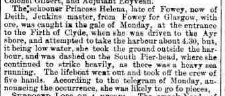 Colonel Gilbert, and Adjutant Lhyvean.
The schooner Princess Helena, late of Fowey, now of
Deith, Jenkins master, from Fowey for Glasgow, with
ore, was caught in the gale of Monday, at the entrance
to the Firth of Clyde, when she was driven to the Ayr
shore, and attempted to take the harbour about 4.30, but,
it being low water, she took the ground outside the har-
bour, and was dashed on the South Pier-head, where she
continued to strike heavily, as there was a heavy sea
running. The lifeboat went out and took off the crew of
five hands. According to the telegram of Monday, an-
nouncing the occurrence, she was likely to go to pieces.